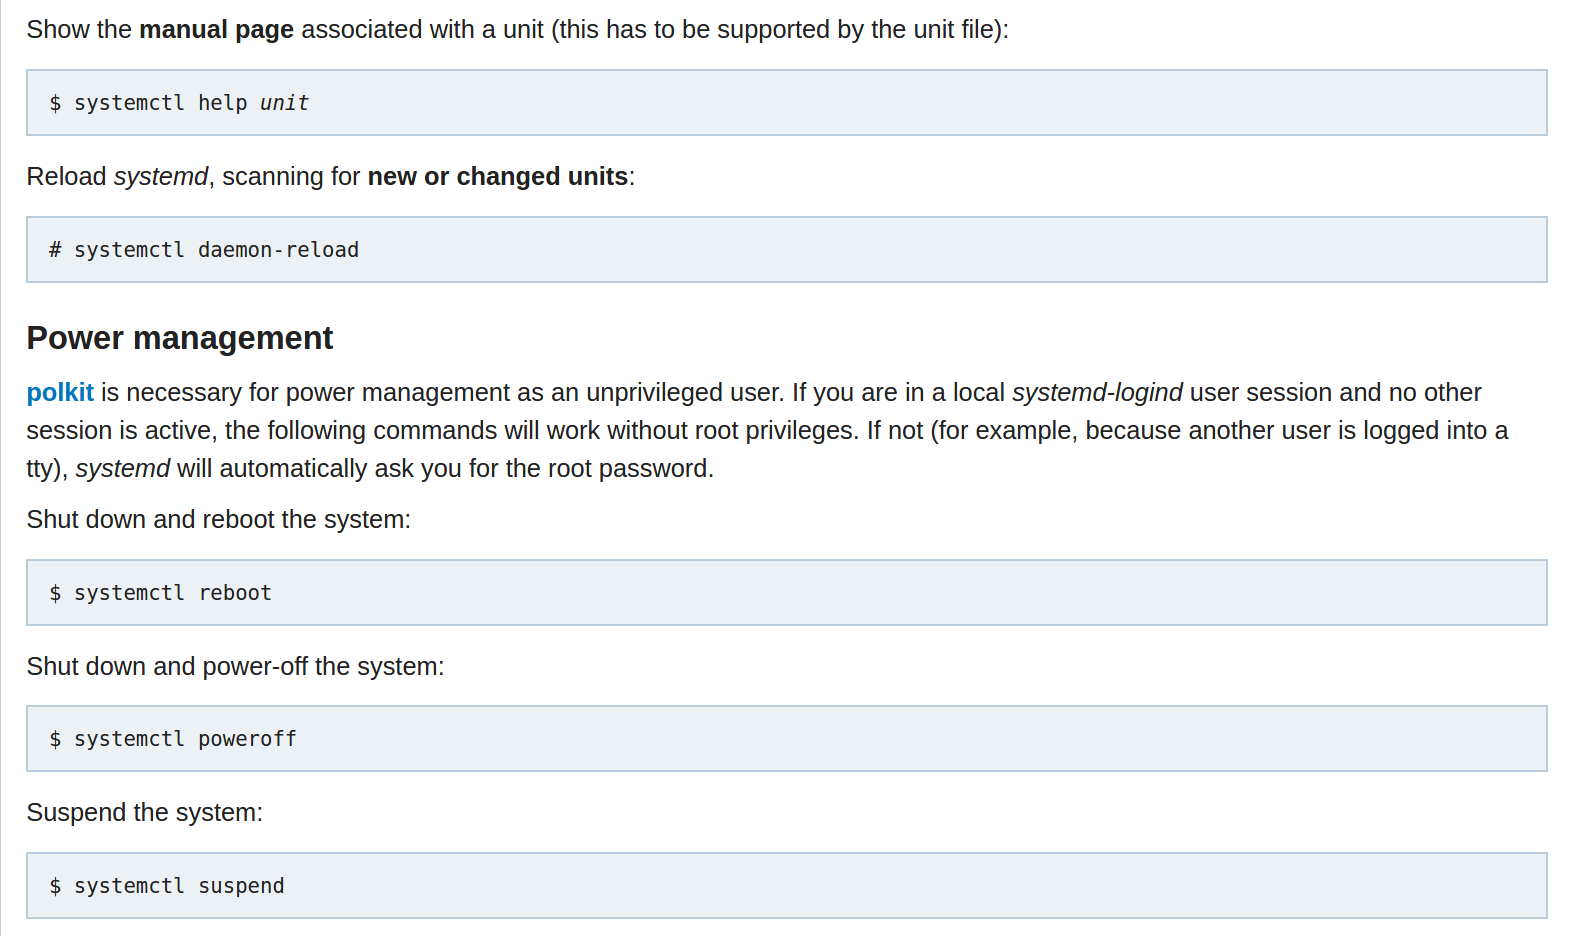 Show the manual page associated with a unit (this has to be supported by the unit file):
$ systemctl help unit
Reload systemd, scanning for new or changed units:
# systemctl daemon-reload
Power management
polkit is necessary for power management as an unprivileged user. If you are in a local systemd-logind user session and no other
session is active, the following commands will work without root privileges. If not (for example, because another user is logged into a
tty), systemd will automatically ask you for the root password.
Shut down and reboot the system:
$ systemctl reboot
Shut down and power-off the system:
$ systemctl poweroff
Suspend the system:
$ systemctl suspend